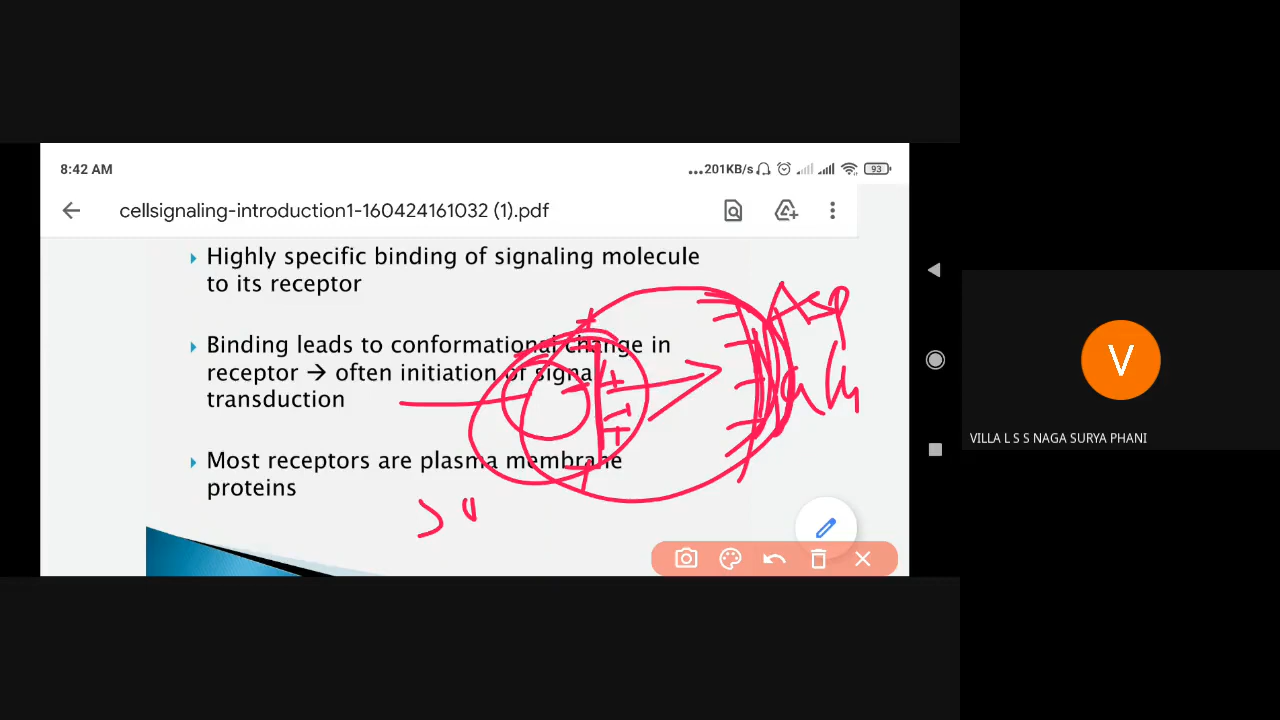 8:42 AM
...201KB/s
93
cellsignaling-introduction1-160424161032 (1).pdf
Highly specific binding of signaling molecule
to its receptor
Binding leads to conformational change in
receptor → often initiation of signal
transduction
Most receptors are plasma membrane
proteins
Asp
V
VILLA L S S NAGA SURYA PHANI